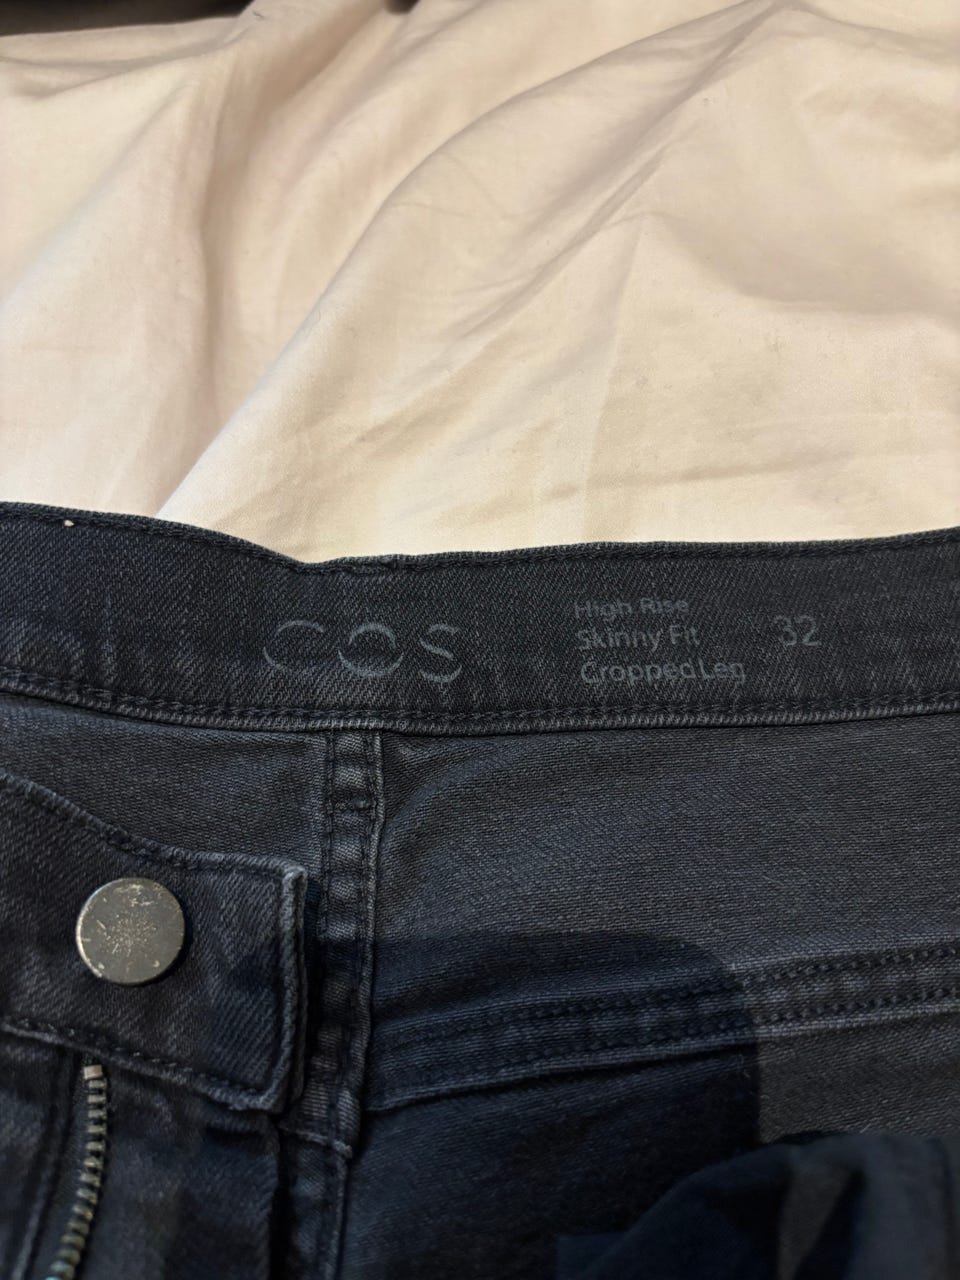 COS
High Rise
Skinny Fit
Cropped Leg
32